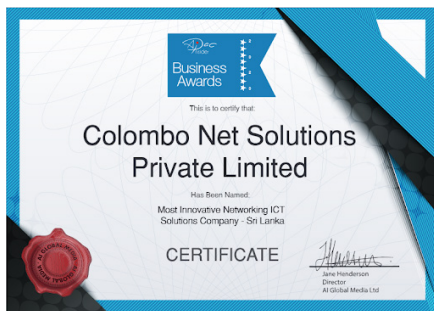 Business
Awards
This is to certify that:
Colombo Net Solutions
Private Limited
Has Been Named:
Most Innovative Networking ICT
Solutions Company - Sri Lanka
CERTIFICATE
Jane Henderson
Director
AI Global Media Ltd